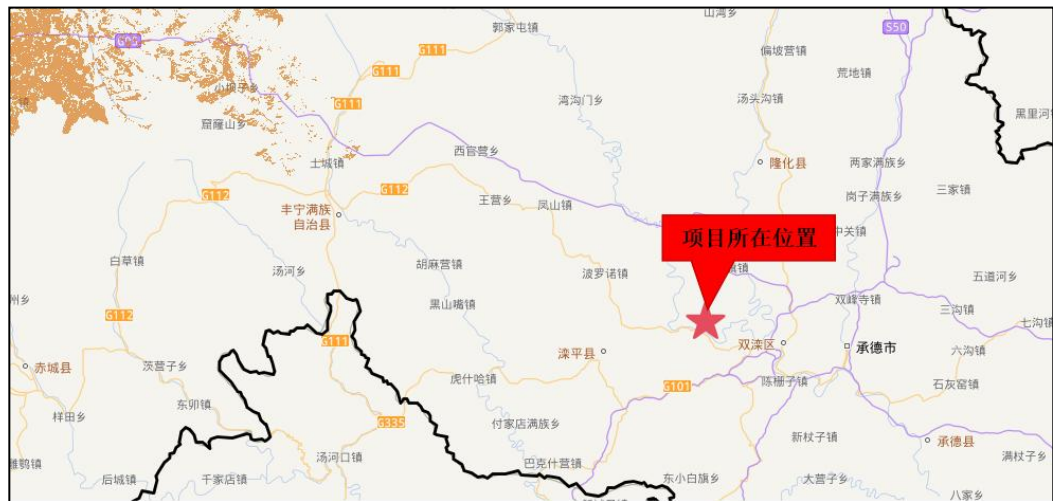 山湾乡
郭家屯镇
S50
G95
G111
偏坡营镇
G111
荒地镇
小坝子乡
湾沟门乡
汤头沟镇
G111
黑里河
窟窿山乡
西官营乡
土城镇
隆化县
两家满族乡
G112
G112
三家镇
岗子满族乡
王营乡
凤山镇
丰宁满族
自治县
项目所在位置
中关镇
白草镇
胡麻营镇
汤河乡
波罗诺镇
镇
五道河乡
州乡
黑山嘴镇
双峰寺镇
三沟镇
G112
七沟镇
G111
双滦区
承德市
六沟镇
滦平县
赤城县
茨营子乡
虎什哈镇
G101
陈栅子镇
石灰窑镇
东卯镇
样田乡
G335
付家店满族乡
新杖子镇
承德县
汤河口镇
满杖子乡
雕鹗镇
巴克什营镇
后城镇
千家店镇
东小白旗乡
大营子乡
八家乡